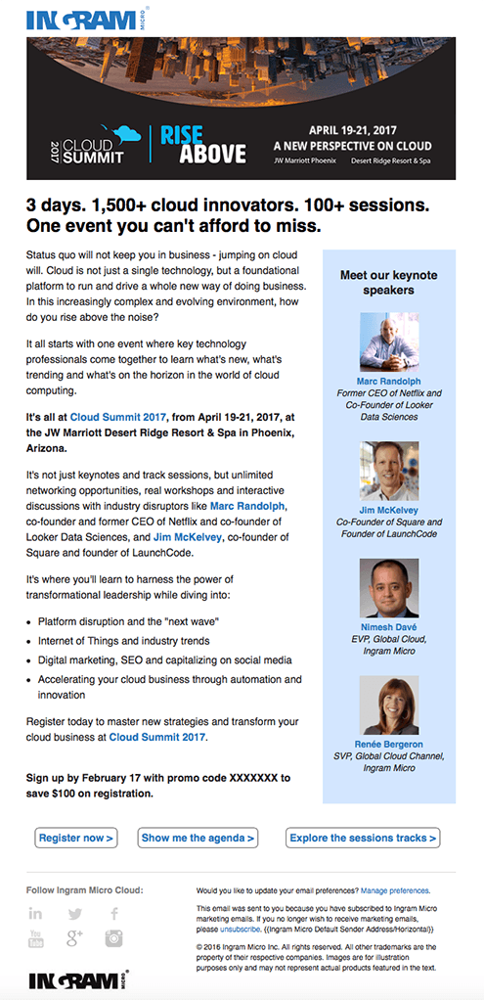 INGRAM MICRO®
2017 CLOUD SUMMIT
RISE ABOVE
APRIL 19-21, 2017
A NEW PERSPECTIVE ON CLOUD
JW Marriott Phoenix Desert Ridge Resort & Spa
3 days. 1,500+ cloud innovators. 100+ sessions.
One event you can't afford to miss.
Status quo will not keep you in business - jumping on cloud
will. Cloud is not just a single technology, but a foundational
platform to run and drive a whole new way of doing business.
In this increasingly complex and evolving environment, how
do you rise above the noise?
It all starts with one event where key technology
professionals come together to learn what's new, what's
trending and what's on the horizon in the world of cloud
computing.
It's all at Cloud Summit 2017, from April 19-21, 2017, at
the JW Marriott Desert Ridge Resort & Spa in Phoenix,
Arizona.
It's not just keynotes and track sessions, but unlimited
networking opportunities, real workshops and interactive
discussions with industry disruptors like Marc Randolph,
co-founder and former CEO of Netflix and co-founder of
Looker Data Sciences, and Jim McKelvey, co-founder of
Square and founder of LaunchCode.
It's where you'll learn to harness the power of
transformational leadership while diving into:
• Platform disruption and the "next wave"
• Internet of Things and industry trends
• Digital marketing, SEO and capitalizing on social media
• Accelerating your cloud business through automation and
innovation
Register today to master new strategies and transform your
cloud business at Cloud Summit 2017.
Sign up by February 17 with promo code XXXXXXX to
save $100 on registration.
Meet our keynote
speakers
Marc Randolph
Former CEO of Netflix and
Co-Founder of Looker
Data Sciences
Jim McKelvey
Co-Founder of Square and
Founder of LaunchCode
Nimesh Davé
EVP, Global Cloud,
Ingram Micro
Renée Bergeron
SVP, Global Cloud Channel,
Ingram Micro
Register now >
Show me the agenda >
Explore the sessions tracks >
Follow Ingram Micro Cloud:
in
f
You Tube
g+
INGRAM MICRO
Would you like to update your email preferences? Manage preferences.
This email was sent to you because you have subscribed to Ingram Micro
marketing emails. If you no longer wish to receive marketing emails,
please unsubscribe. {{Ingram Micro Default Sender Address/Horizontal}}
© 2016 Ingram Micro Inc. All rights reserved. All other trademarks are the
property of their respective companies. Images are for illustration
purposes only and may not represent actual products featured in the text.